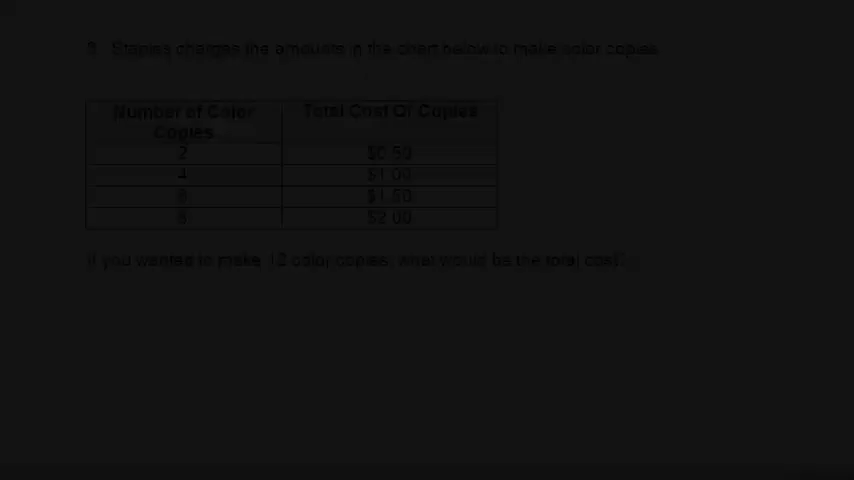 Staples charges the amounts in the chart below to make color copies.
Number of Color Copies
Total Cost Of Copies
2 $0.50
4 $1.00
6 $1.50
8 $2.00
If you wanted to make 12 color copies, what would be the total cost?